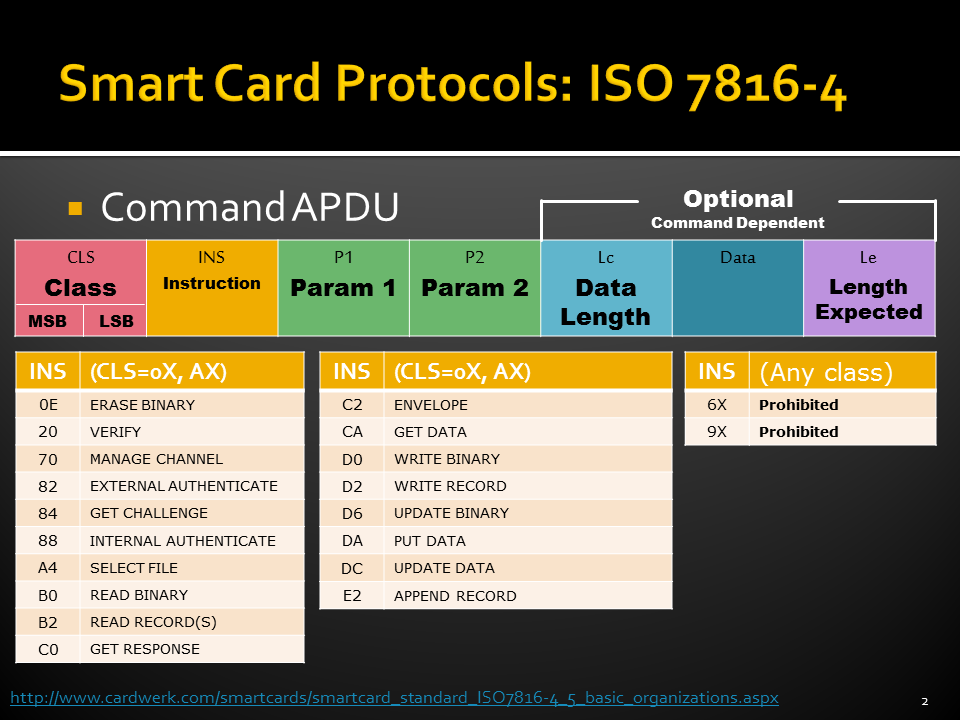 Smart Card Protocols: ISO 7816-4
Command APDU
Optional
Command Dependent
CLS
Class
MSB LSB
INS
Instruction
P1
Param 1
P2
Param 2
Lc
Data
Length
Data
Le
Length
Expected
INS (CLS=0X, AX)
0E ERASE BINARY
20 VERIFY
70 MANAGE CHANNEL
82 EXTERNAL AUTHENTICATE
84 GET CHALLENGE
88 INTERNAL AUTHENTICATE
A4 SELECT FILE
B0 READ BINARY
B2 READ RECORD(S)
C0 GET RESPONSE
INS (CLS=0X, AX)
C2 ENVELOPE
CA GET DATA
D0 WRITE BINARY
D2 WRITE RECORD
D6 UPDATE BINARY
DA PUT DATA
DC UPDATE DATA
E2 APPEND RECORD
INS (Any class)
6X Prohibited
9X Prohibited
http://www.cardwerk.com/smartcards/smartcard_standard_ISO7816-4_5_basic_organizations.aspx
2